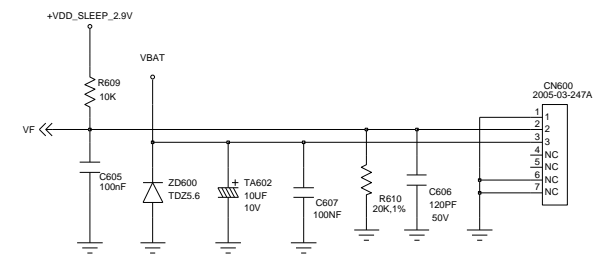 +VDD_SLEEP_2.9V
VBAT
R609
10K
CN600
2005-03-247A
VF
1 1
2 2
3 3
4 NC
5 NC
6 NC
7 NC
C605
100nF
ZD600
TDZ5.6
+
TA602
10UF
10V
C607
100NF
R610
20K,1%
C606
120PF
50V